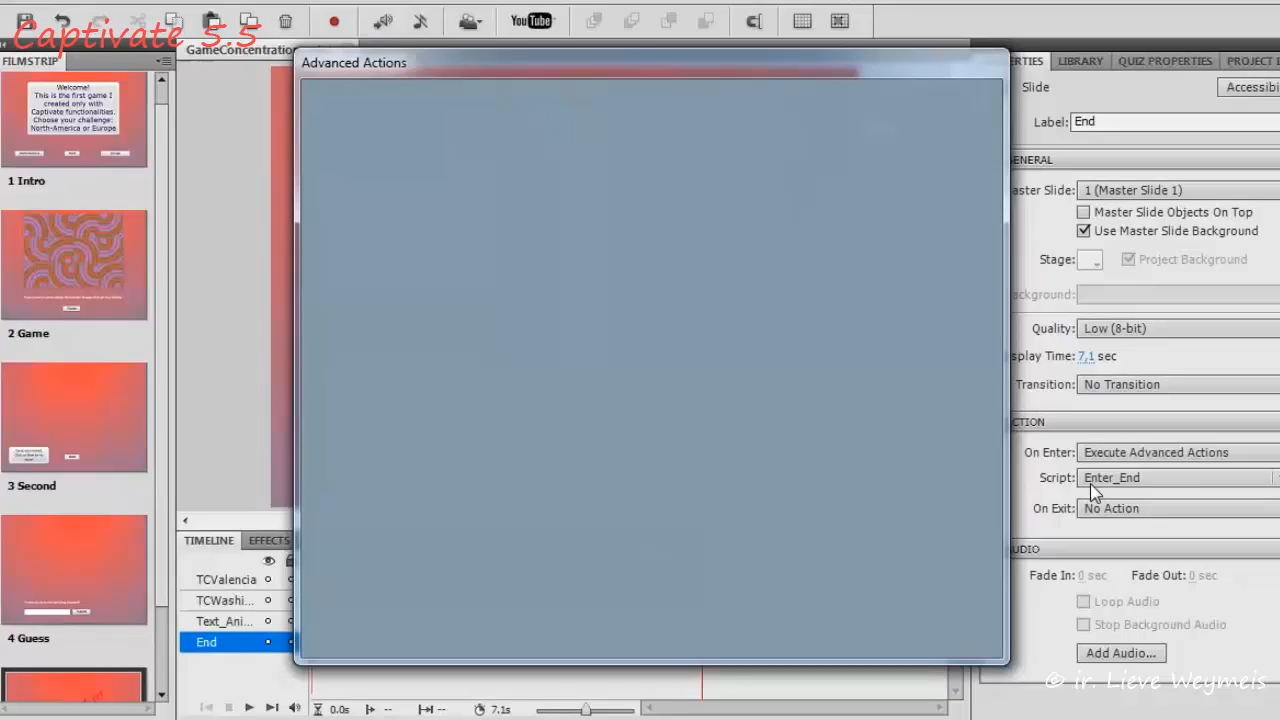 You Tube
Captivate 5.5
FILMSTRIP
GameConcentratio
Advanced Actions
ERTIES
LIBRARY
QUIZ PROPERTIES
PROJECT I
Welcome!
This is the first game I
created only with
Captivate functionalities.
Choose your challenge:
North-America or Europe
1 Intro
2 Game
3 Second
4 Guess
Slide
Accessibi
Label: End
GENERAL
aster Slide: 1 (Master Slide 1)
Master Slide Objects On Top
Use Master Slide Background
Stage:
Project Background
ackground:
Quality: Low (8-bit)
splay Time: 7,1 sec
Transition: No Transition
CTION
On Enter: Execute Advanced Actions
Script: Enter_End
On Exit: No Action
UDIO
Fade In: 0 sec Fade Out: 0 sec
Loop Audio
Stop Background Audio
Add Audio...
TIMELINE
EFFECTS
TCValencia
TCWashi...
Text_Ani...
End
0.0s
7.1s
© ir. Lieve Weymeis